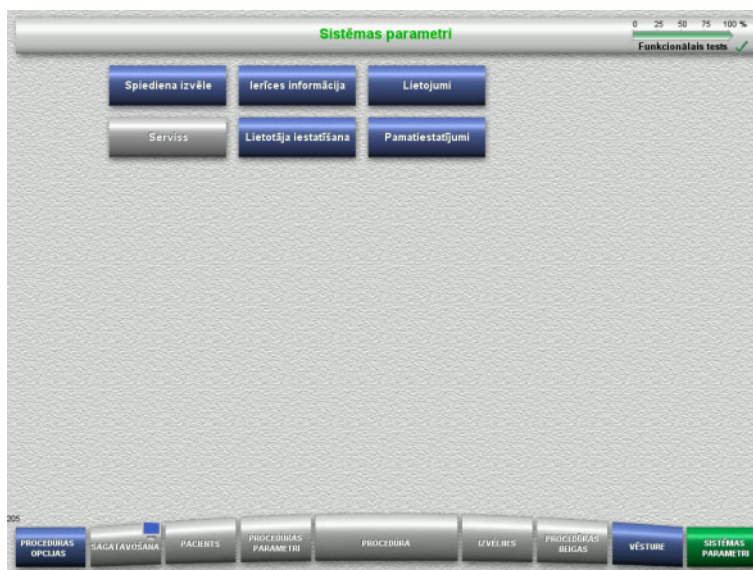 Sistēmas parametri
0 25 50 75 100 %
Funkcionālais tests
Spiediena izvēle Ierīces informācija Lietojumi
Serviss Lietotāja iestatīšana Pamatiestatījumi
205
PROCEDŪRAS
OPCIJAS
SAGATAVOŠANA
PACIENTS
PROCEDŪRAS
PARAMETRI
PROCEDŪRA
IZVĒLNES
PROCEDŪRAS
BEIGAS
VĒSTURE
SISTĒMAS
PARAMETRI